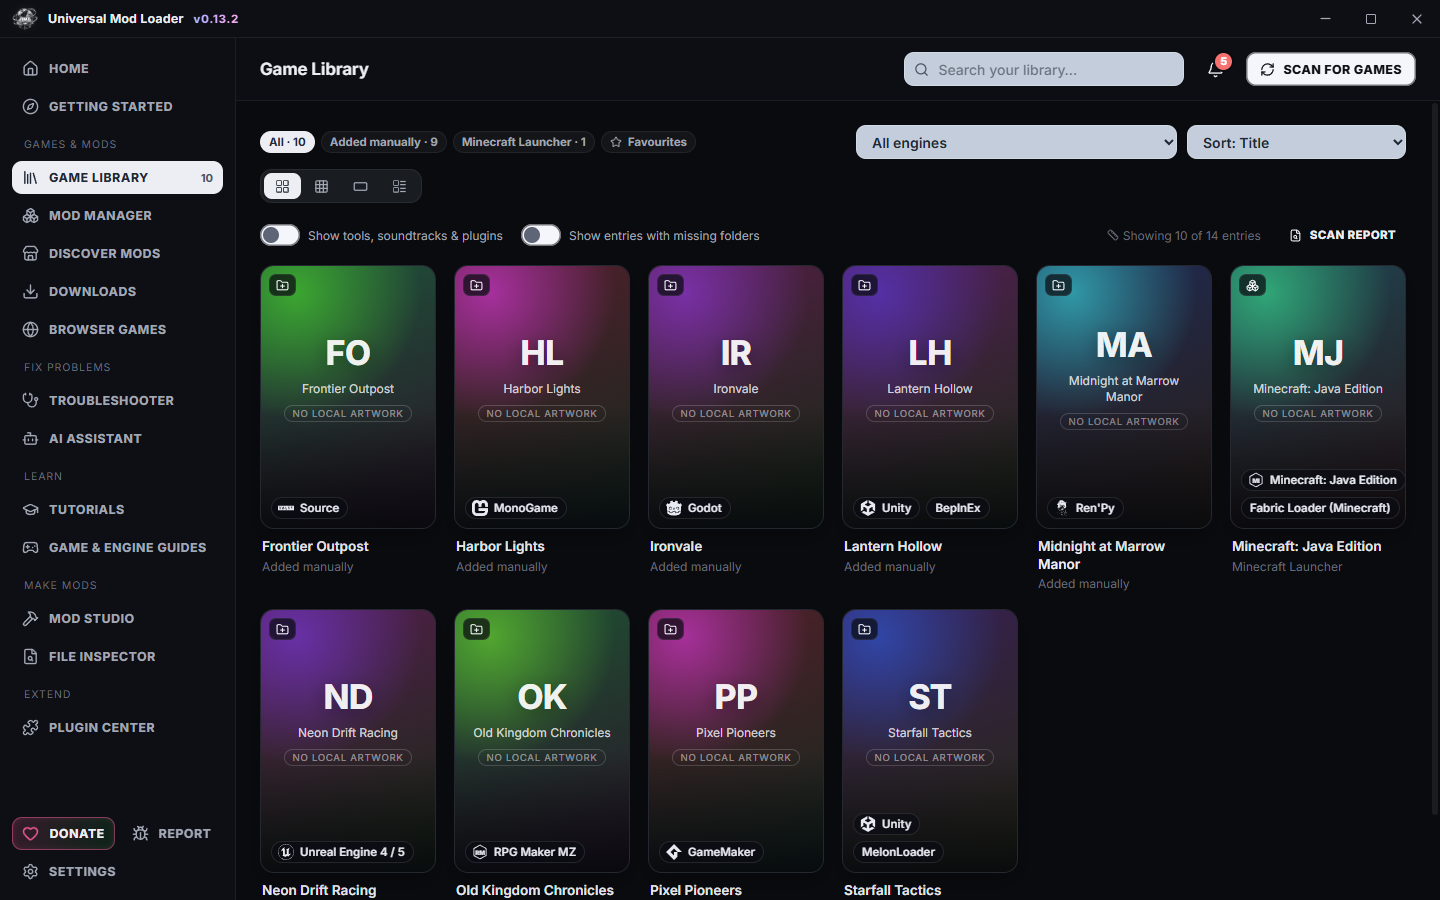 Universal Mod Loader v0.13.2
HOME
GETTING STARTED
GAMES & MODS
GAME LIBRARY 10
MOD MANAGER
DISCOVER MODS
DOWNLOADS
BROWSER GAMES
FIX PROBLEMS
TROUBLESHOOTER
AI ASSISTANT
LEARN
TUTORIALS
GAME & ENGINE GUIDES
MAKE MODS
MOD STUDIO
FILE INSPECTOR
EXTEND
PLUGIN CENTER
DONATE REPORT
SETTINGS
Game Library
Search your library...
5
SCAN FOR GAMES
All · 10
Added manually · 9
Minecraft Launcher · 1
Favourites
All engines
Sort: Title
Show tools, soundtracks & plugins
Show entries with missing folders
Showing 10 of 14 entries
SCAN REPORT
FO
Frontier Outpost
NO LOCAL ARTWORK
Source
Frontier Outpost
Added manually
HL
Harbor Lights
NO LOCAL ARTWORK
MonoGame
Harbor Lights
Added manually
IR
Ironvale
NO LOCAL ARTWORK
Godot
Ironvale
Added manually
LH
Lantern Hollow
NO LOCAL ARTWORK
Unity BepInEx
Lantern Hollow
Added manually
MA
Midnight at Marrow
Manor
NO LOCAL ARTWORK
Ren'Py
Midnight at Marrow
Manor
Added manually
MJ
Minecraft: Java Edition
NO LOCAL ARTWORK
Minecraft: Java Edition
Fabric Loader (Minecraft)
Minecraft: Java Edition
Minecraft Launcher
ND
Neon Drift Racing
NO LOCAL ARTWORK
Unreal Engine 4 / 5
Neon Drift Racing
OK
Old Kingdom Chronicles
NO LOCAL ARTWORK
RPG Maker MZ
Old Kingdom Chronicles
PP
Pixel Pioneers
NO LOCAL ARTWORK
GameMaker
Pixel Pioneers
ST
Starfall Tactics
NO LOCAL ARTWORK
Unity
MelonLoader
Starfall Tactics